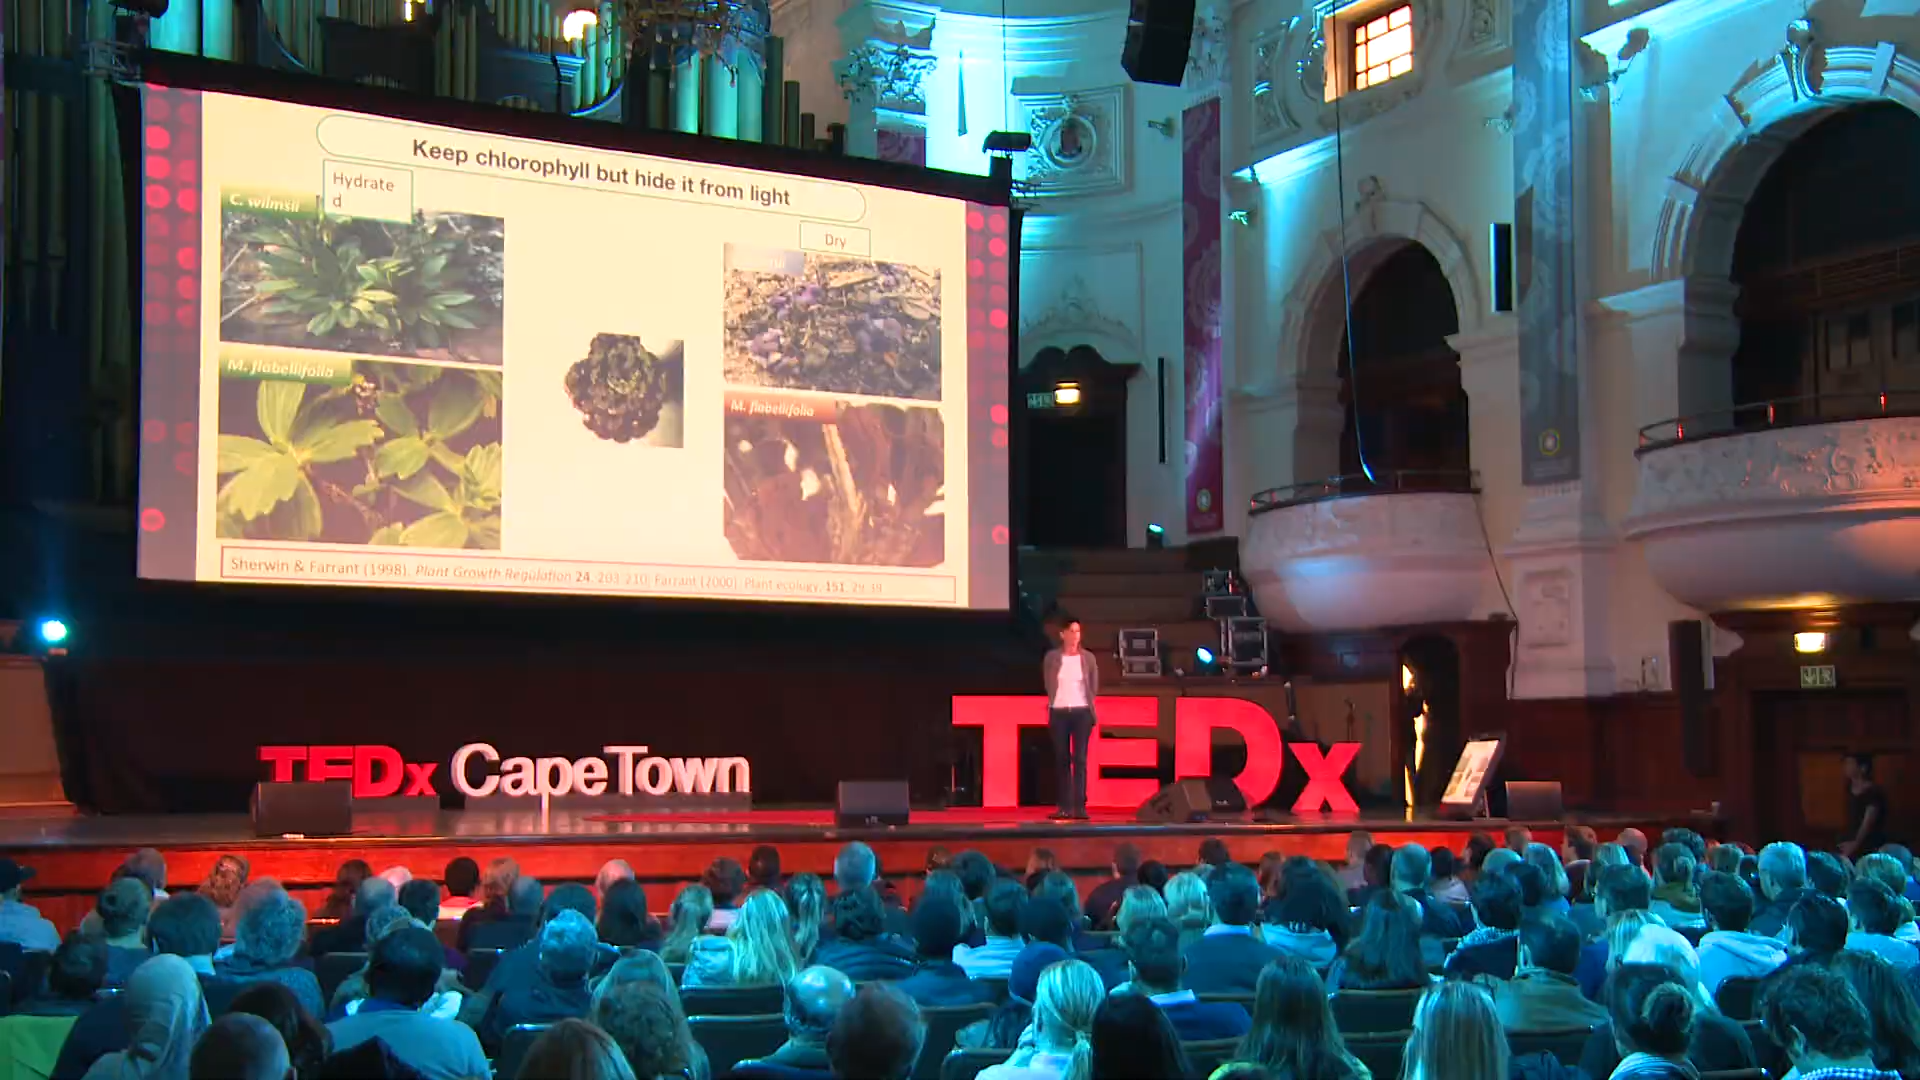 Keep chlorophyll but hide it from light
Hydrate
d
C. wilmsii
Dry
M. flabellifolia
M. flabellifolia
Sherwin & Farrant (1998). Plant Growth Regulation 24, 203-210; Farrant (2000). Plant ecology, 151, 29-39
TEDx CapeTown
TEDx